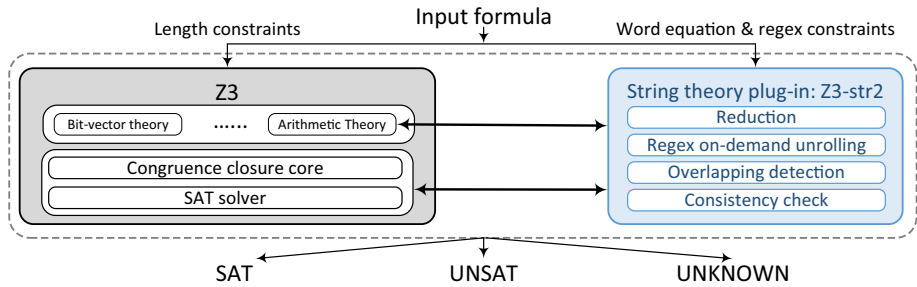 Input formula
Length constraints
Word equation & regex constraints
Z3
Bit-vector theory
......
Arithmetic Theory
Congruence closure core
SAT solver
String theory plug-in: Z3-str2
Reduction
Regex on-demand unrolling
Overlapping detection
Consistency check
SAT
UNSAT
UNKNOWN